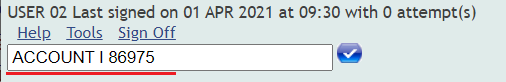 USER 02 Last signed on 01 APR 2021 at 09:30 with 0 attempt(s)
Help Tools Sign Off
ACCOUNT I 86975